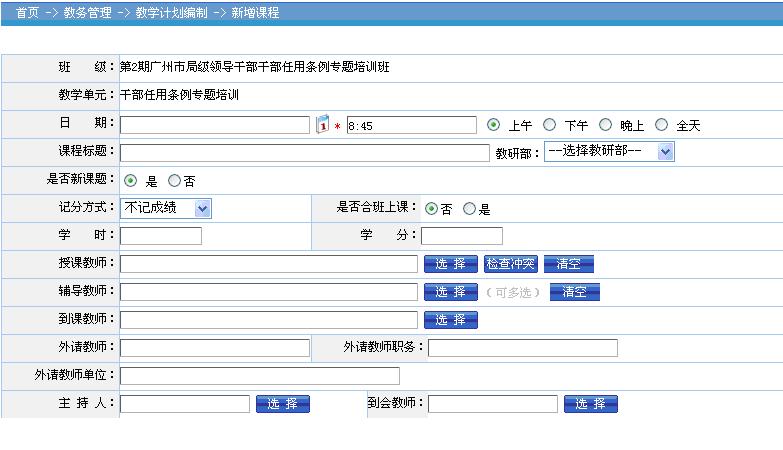 首页 -> 教务管理 -> 教学计划编制 -> 新增课程
班 级： 第2期广州市局级领导干部干部任用条例专题培训班
教学单元： 干部任用条例专题培训
日 期： 1 * 8:45 上午 下午 晚上 全天
课程标题： 教研部： --选择教研部--
是否新课题： 是 否
记分方式： 不记成绩 是否合班上课： 否 是
学 时： 学 分：
授课教师： 选 择 检查冲突 清空
辅导教师： 选 择 （可多选） 清空
到课教师： 选 择
外请教师： 外请教师职务：
外请教师单位：
主 持 人： 选 择 到会教师： 选 择